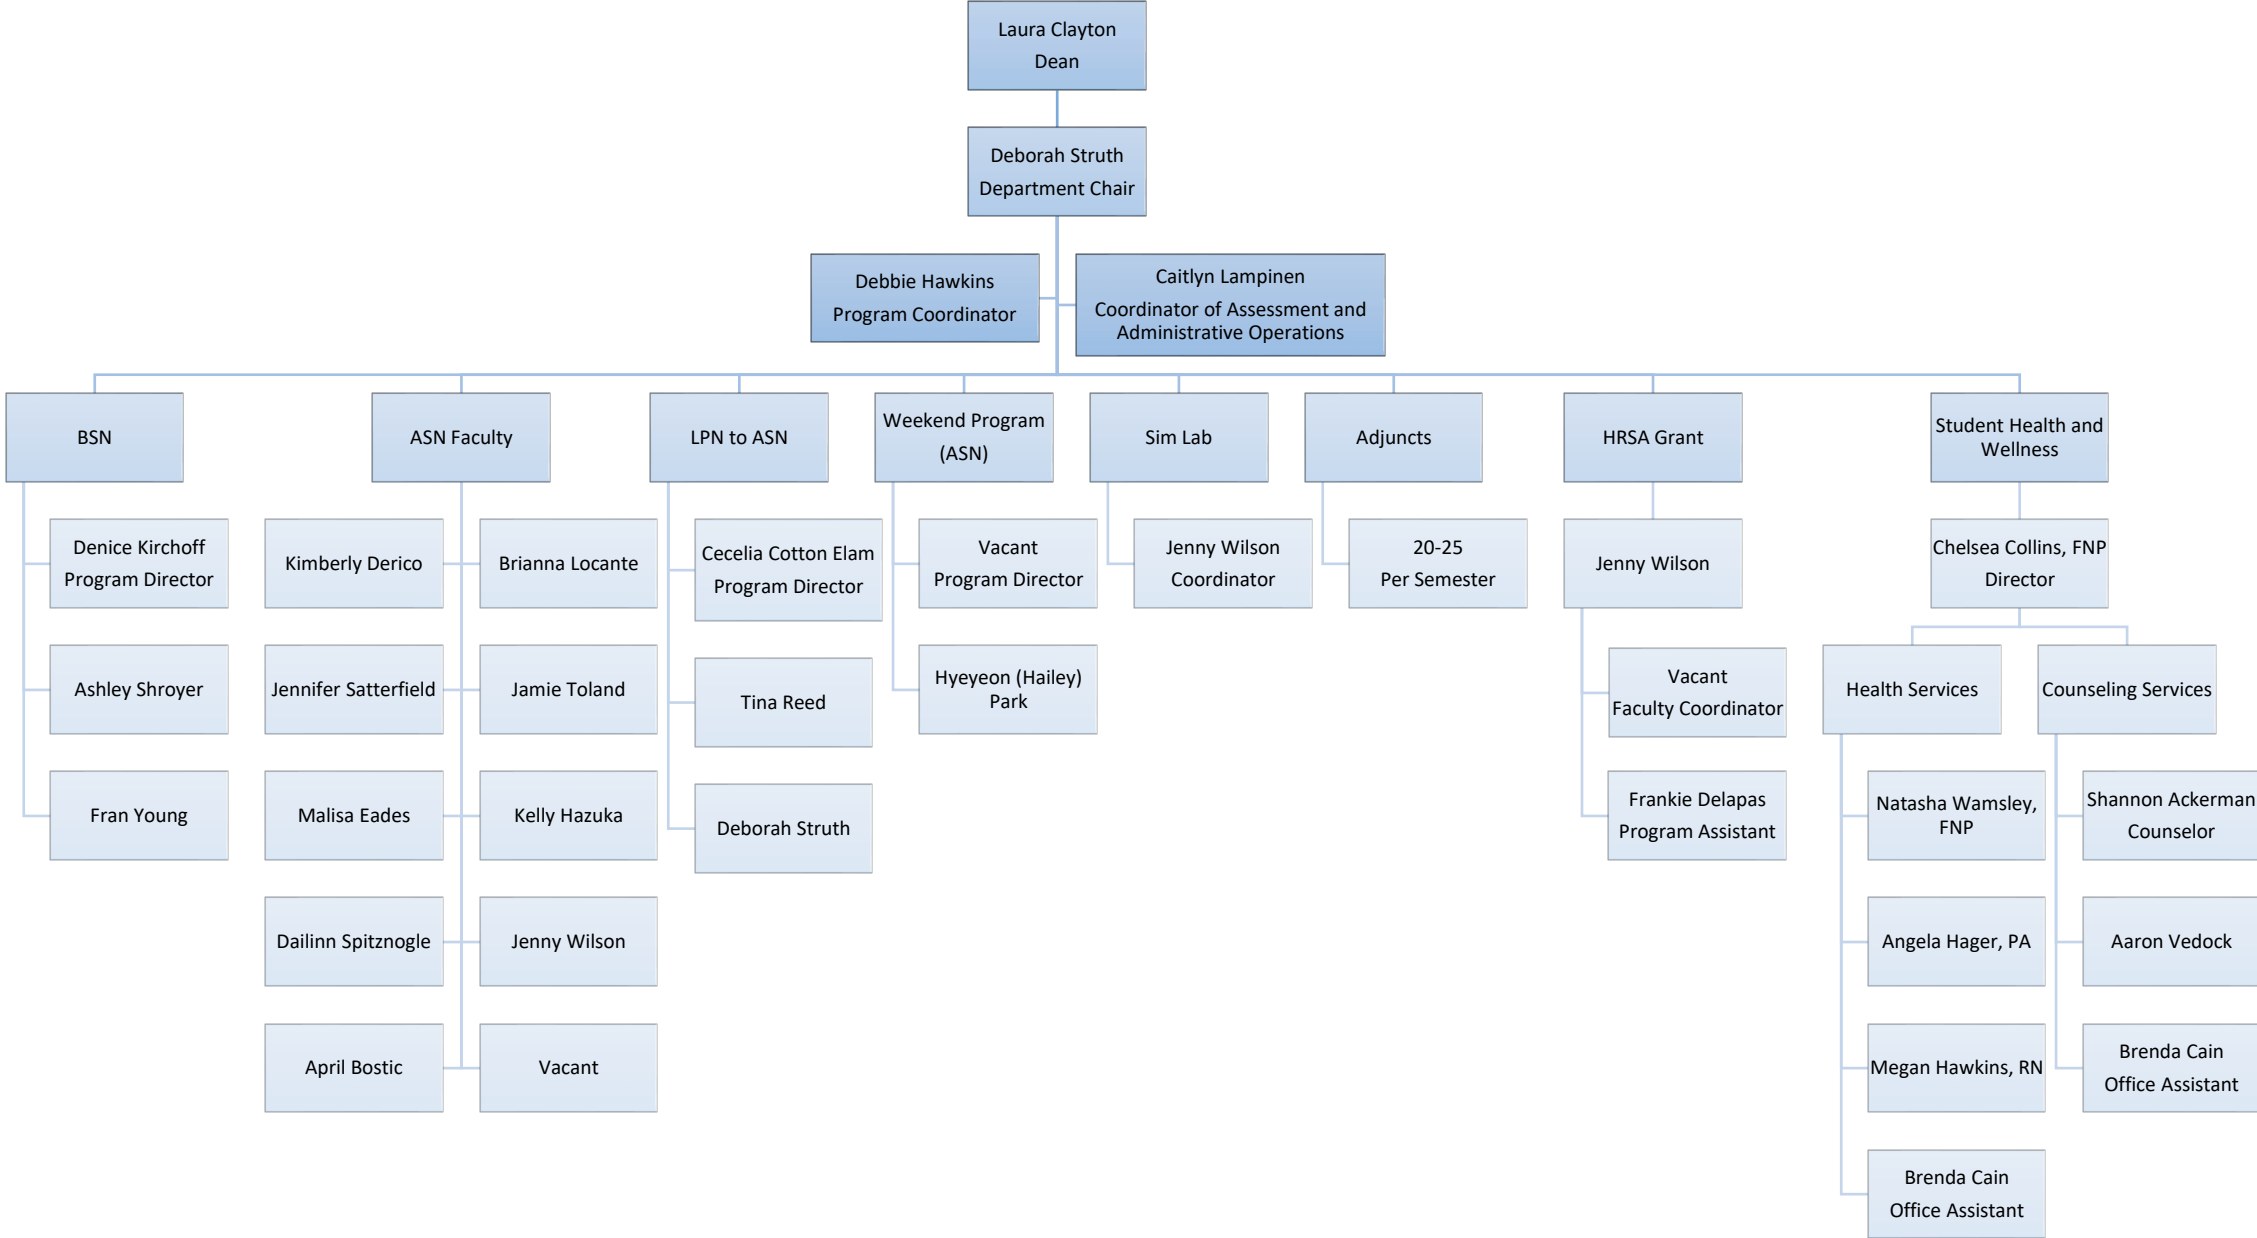 Laura Clayton
Dean
Deborah Struth
Department Chair
Debbie Hawkins
Program Coordinator
Caitlyn Lampinen
Coordinator of Assessment and
Administrative Operations
BSN
ASN Faculty
LPN to ASN
Weekend Program
(ASN)
Sim Lab
Adjuncts
HRSA Grant
Student Health and
Wellness
Denice Kirchoff
Program Director
Ashley Shroyer
Fran Young
Kimberly Derico
Brianna Locante
Jennifer Satterfield
Jamie Toland
Malisa Eades
Kelly Hazuka
Dailinn Spitznogle
Jenny Wilson
April Bostic
Vacant
Cecelia Cotton Elam
Program Director
Tina Reed
Deborah Struth
Vacant
Program Director
Hyeyeon (Hailey)
Park
Jenny Wilson
Coordinator
20-25
Per Semester
Jenny Wilson
Vacant
Faculty Coordinator
Frankie Delapas
Program Assistant
Chelsea Collins, FNP
Director
Health Services
Natasha Wamsley,
FNP
Angela Hager, PA
Megan Hawkins, RN
Brenda Cain
Office Assistant
Counseling Services
Shannon Ackerman
Counselor
Aaron Vedock
Brenda Cain
Office Assistant